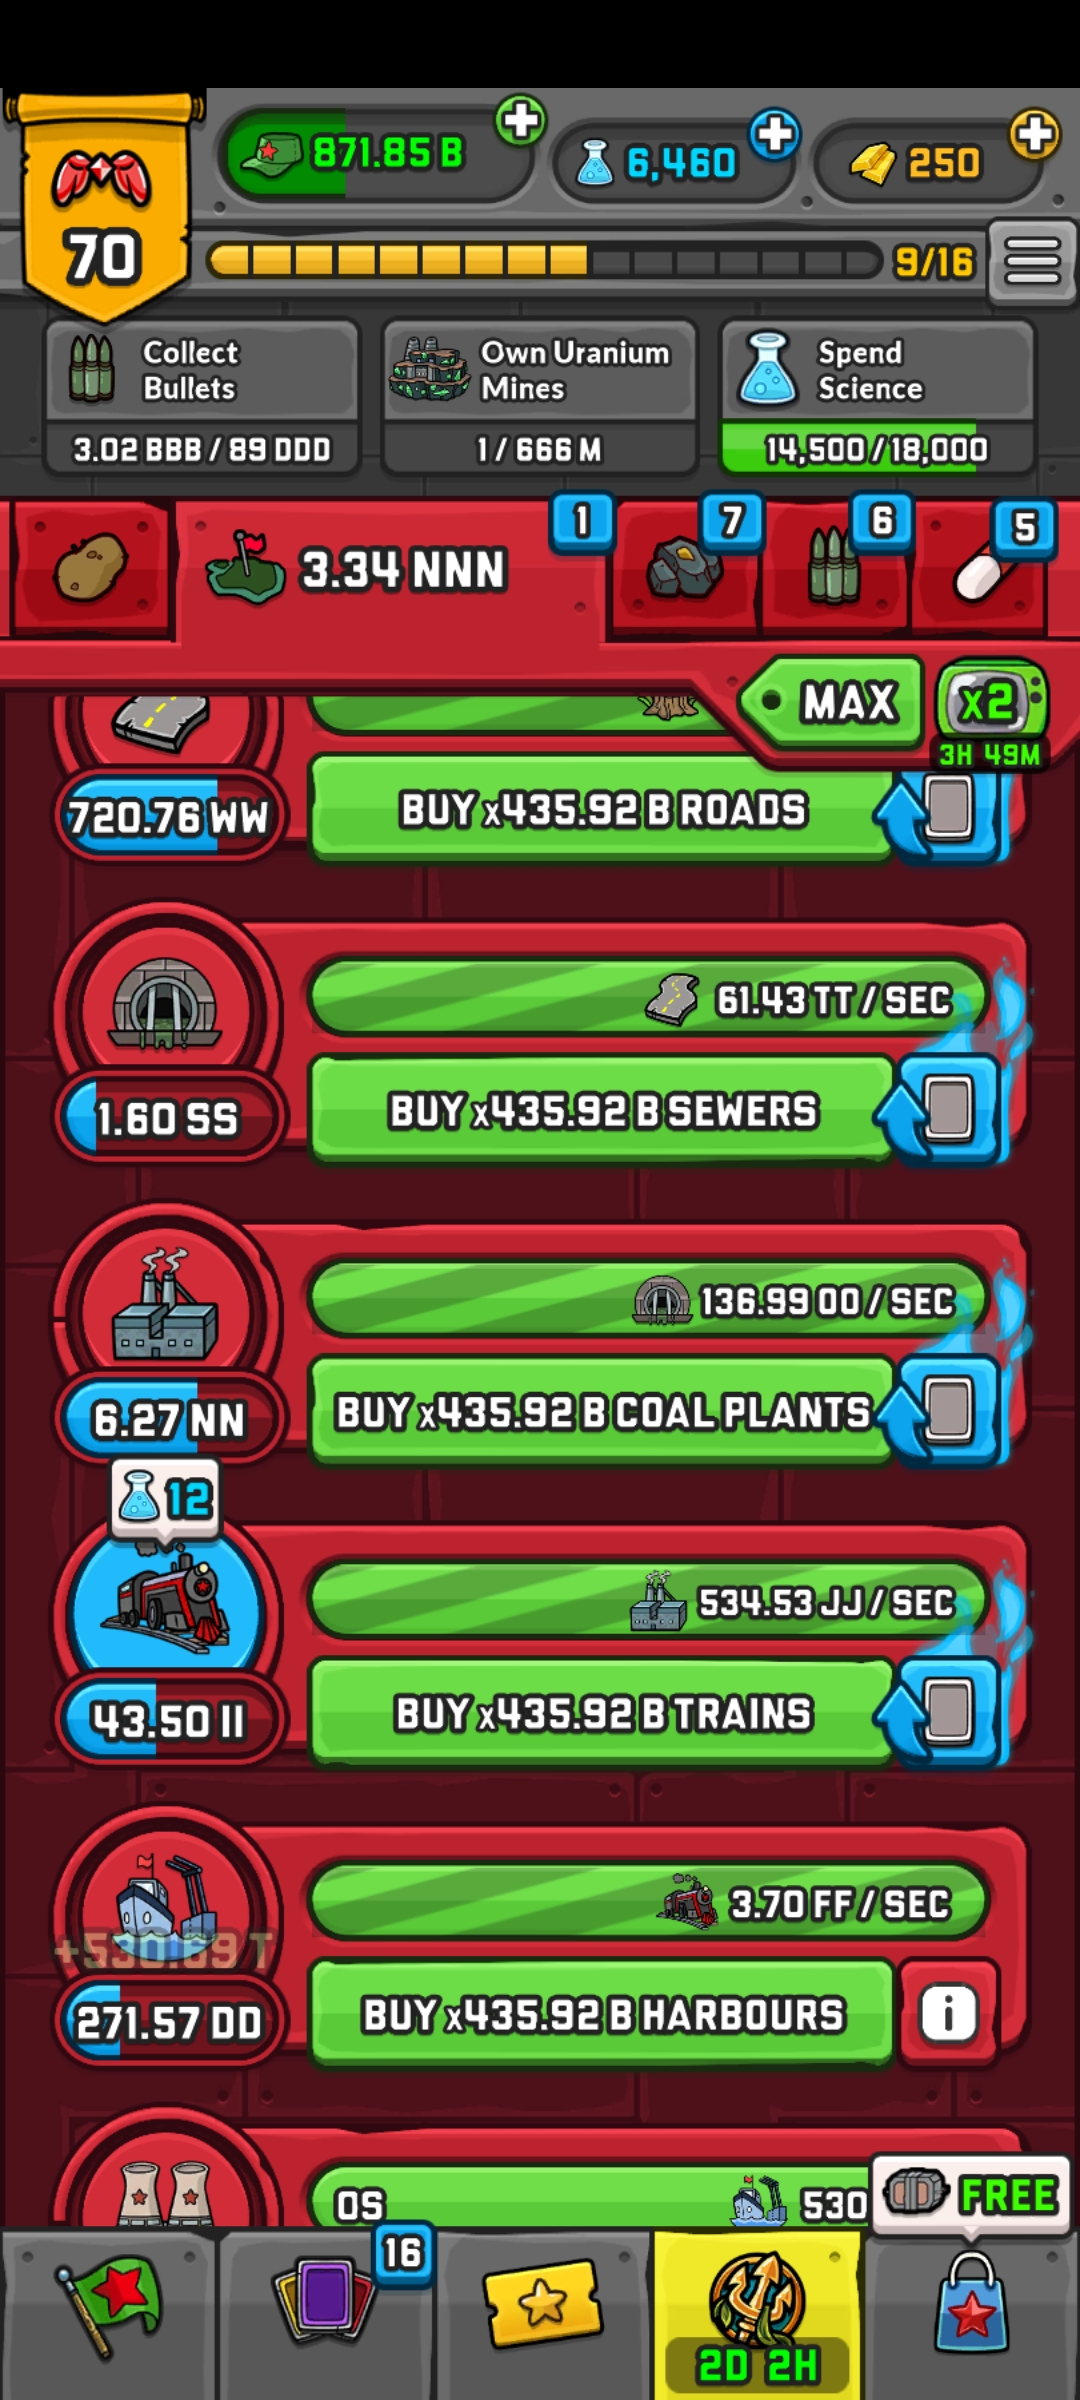 871.85 B
6,460
250
70
9/16
Collect
Bullets
3.02 BBB / 89 DDD
Own Uranium
Mines
1 / 666 M
Spend
Science
14,500/18,000
3.34 NNN
1
7
6
5
MAX
x2
3H 49M
720.76 WW
BUY x435.92 B ROADS
61.43 TT / SEC
1.60 SS
BUY x435.92 B SEWERS
136.99 OO / SEC
6.27 NN
BUY x435.92 B COAL PLANTS
12
534.53 JJ / SEC
43.50 II
BUY x435.92 B TRAINS
3.70 FF / SEC
+530.69 T
271.57 DD
BUY x435.92 B HARBOURS
i
0S
530
FREE
16
2D 2H